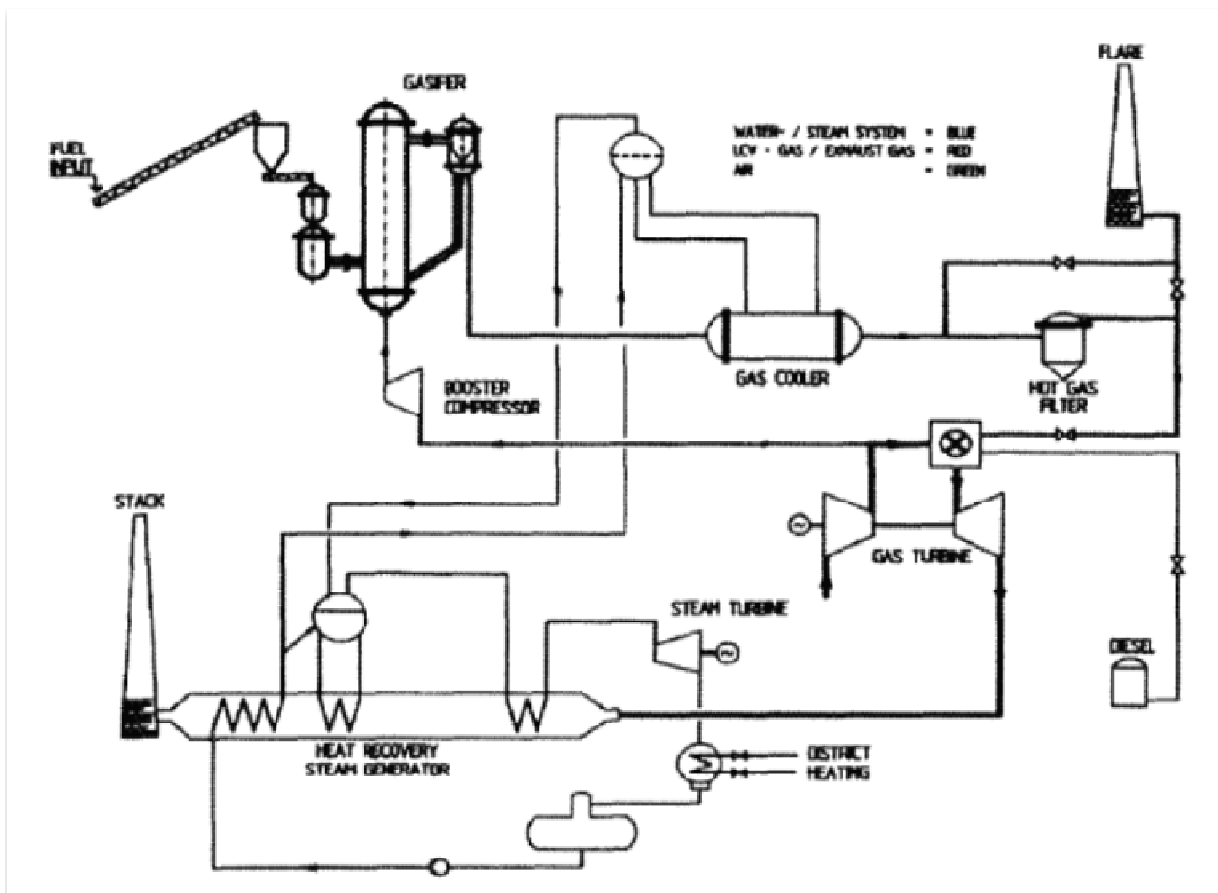 FLARE
GASIFER
FUEL
INPUT
WATER- / STEAM SYSTEM = BLUE
LCV - GAS / EXHAUST GAS = RED
AIR = GREEN
GAS COOLER
HOT GAS
FILTER
BOOSTER
COMPRESSOR
STACK
GAS TURBINE
STEAM TURBINE
DIESEL
HEAT RECOVERY
STEAM GENERATOR
DISTRICT
HEATING